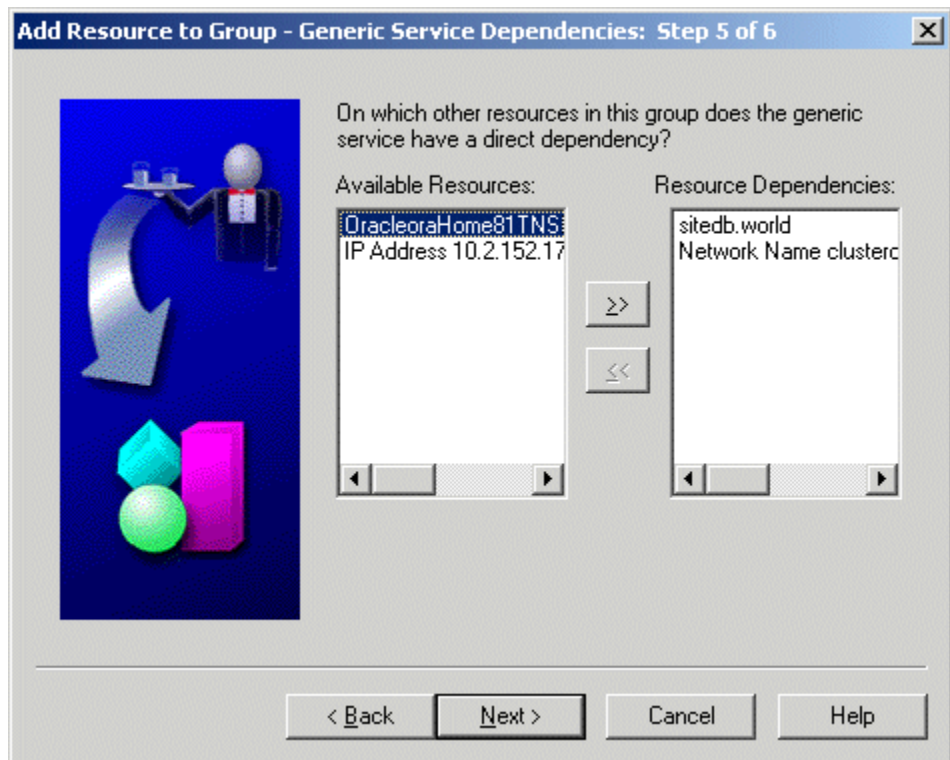 Add Resource to Group - Generic Service Dependencies: Step 5 of 6
On which other resources in this group does the generic
service have a direct dependency?
Available Resources:
OracleoraHome81TNS
IP Address 10.2.152.17
>>
<<
Resource Dependencies:
sitedb.world
Network Name clusterc
< Back
Next >
Cancel
Help